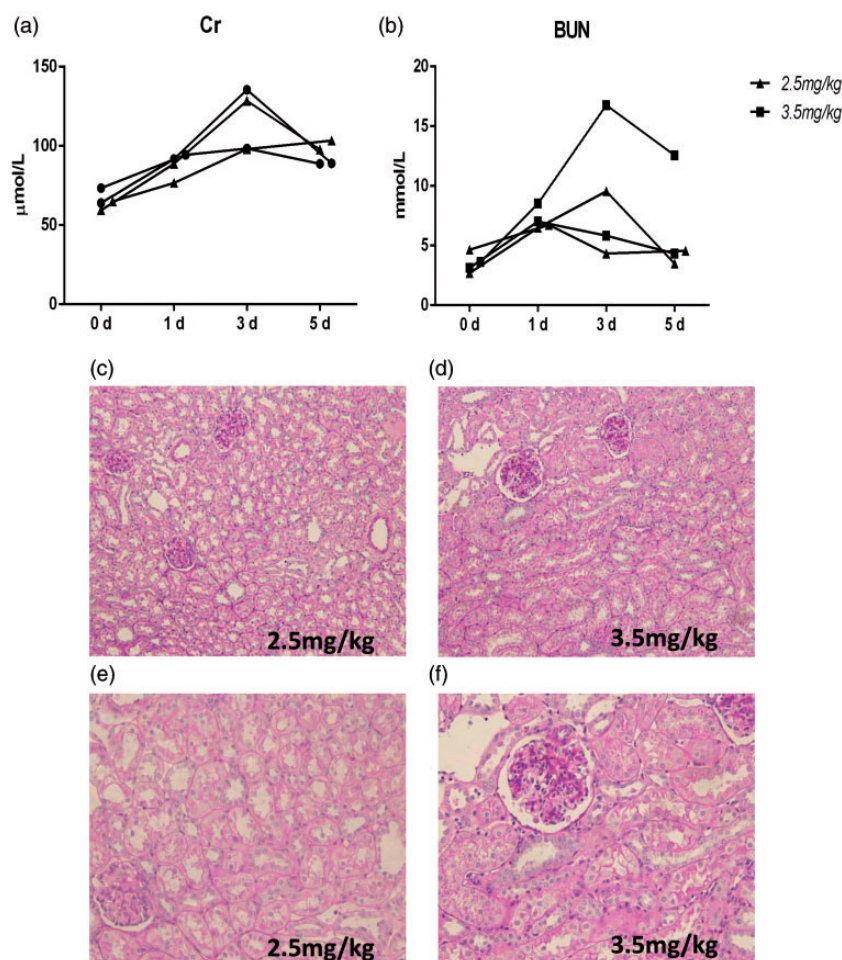 (a)
Cr
150
100
50
0
μmol/L
0 d 1 d 3 d 5 d
(b)
BUN
20
15
10
5
0
mmol/L
0 d 1 d 3 d 5 d
2.5mg/kg
3.5mg/kg
(c)
2.5mg/kg
(d)
3.5mg/kg
(e)
2.5mg/kg
(f)
3.5mg/kg